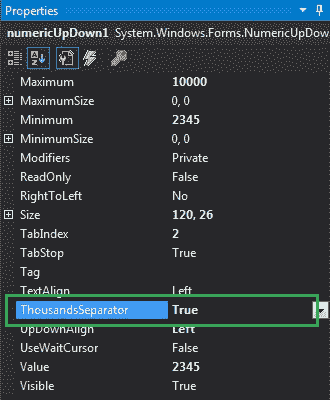 Properties
numericUpDown1 System.Windows.Forms.NumericUpDow
Maximum 10000
MaximumSize 0, 0
Minimum 2345
MinimumSize 0, 0
Modifiers Private
ReadOnly False
RightToLeft No
Size 120, 26
TabIndex 2
TabStop True
Tag
TextAlign Left
ThousandsSeparator True
UpDownAlign Left
UseWaitCursor False
Value 2345
Visible True